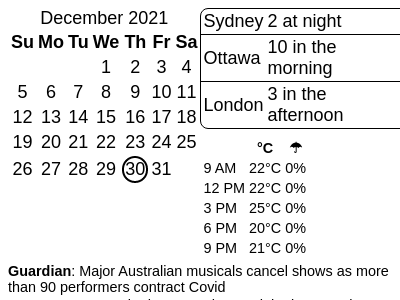 December 2021
Su Mo Tu We Th Fr Sa
1 2 3 4
5 6 7 8 9 10 11
12 13 14 15 16 17 18
19 20 21 22 23 24 25
26 27 28 29 30 31
Sydney 2 at night
Ottawa 10 in the
morning
London 3 in the
afternoon
°C ☂
9 AM 22°C 0%
12 PM 22°C 0%
3 PM 25°C 0%
6 PM 20°C 0%
9 PM 21°C 0%
Guardian: Major Australian musicals cancel shows as more
than 90 performers contract Covid